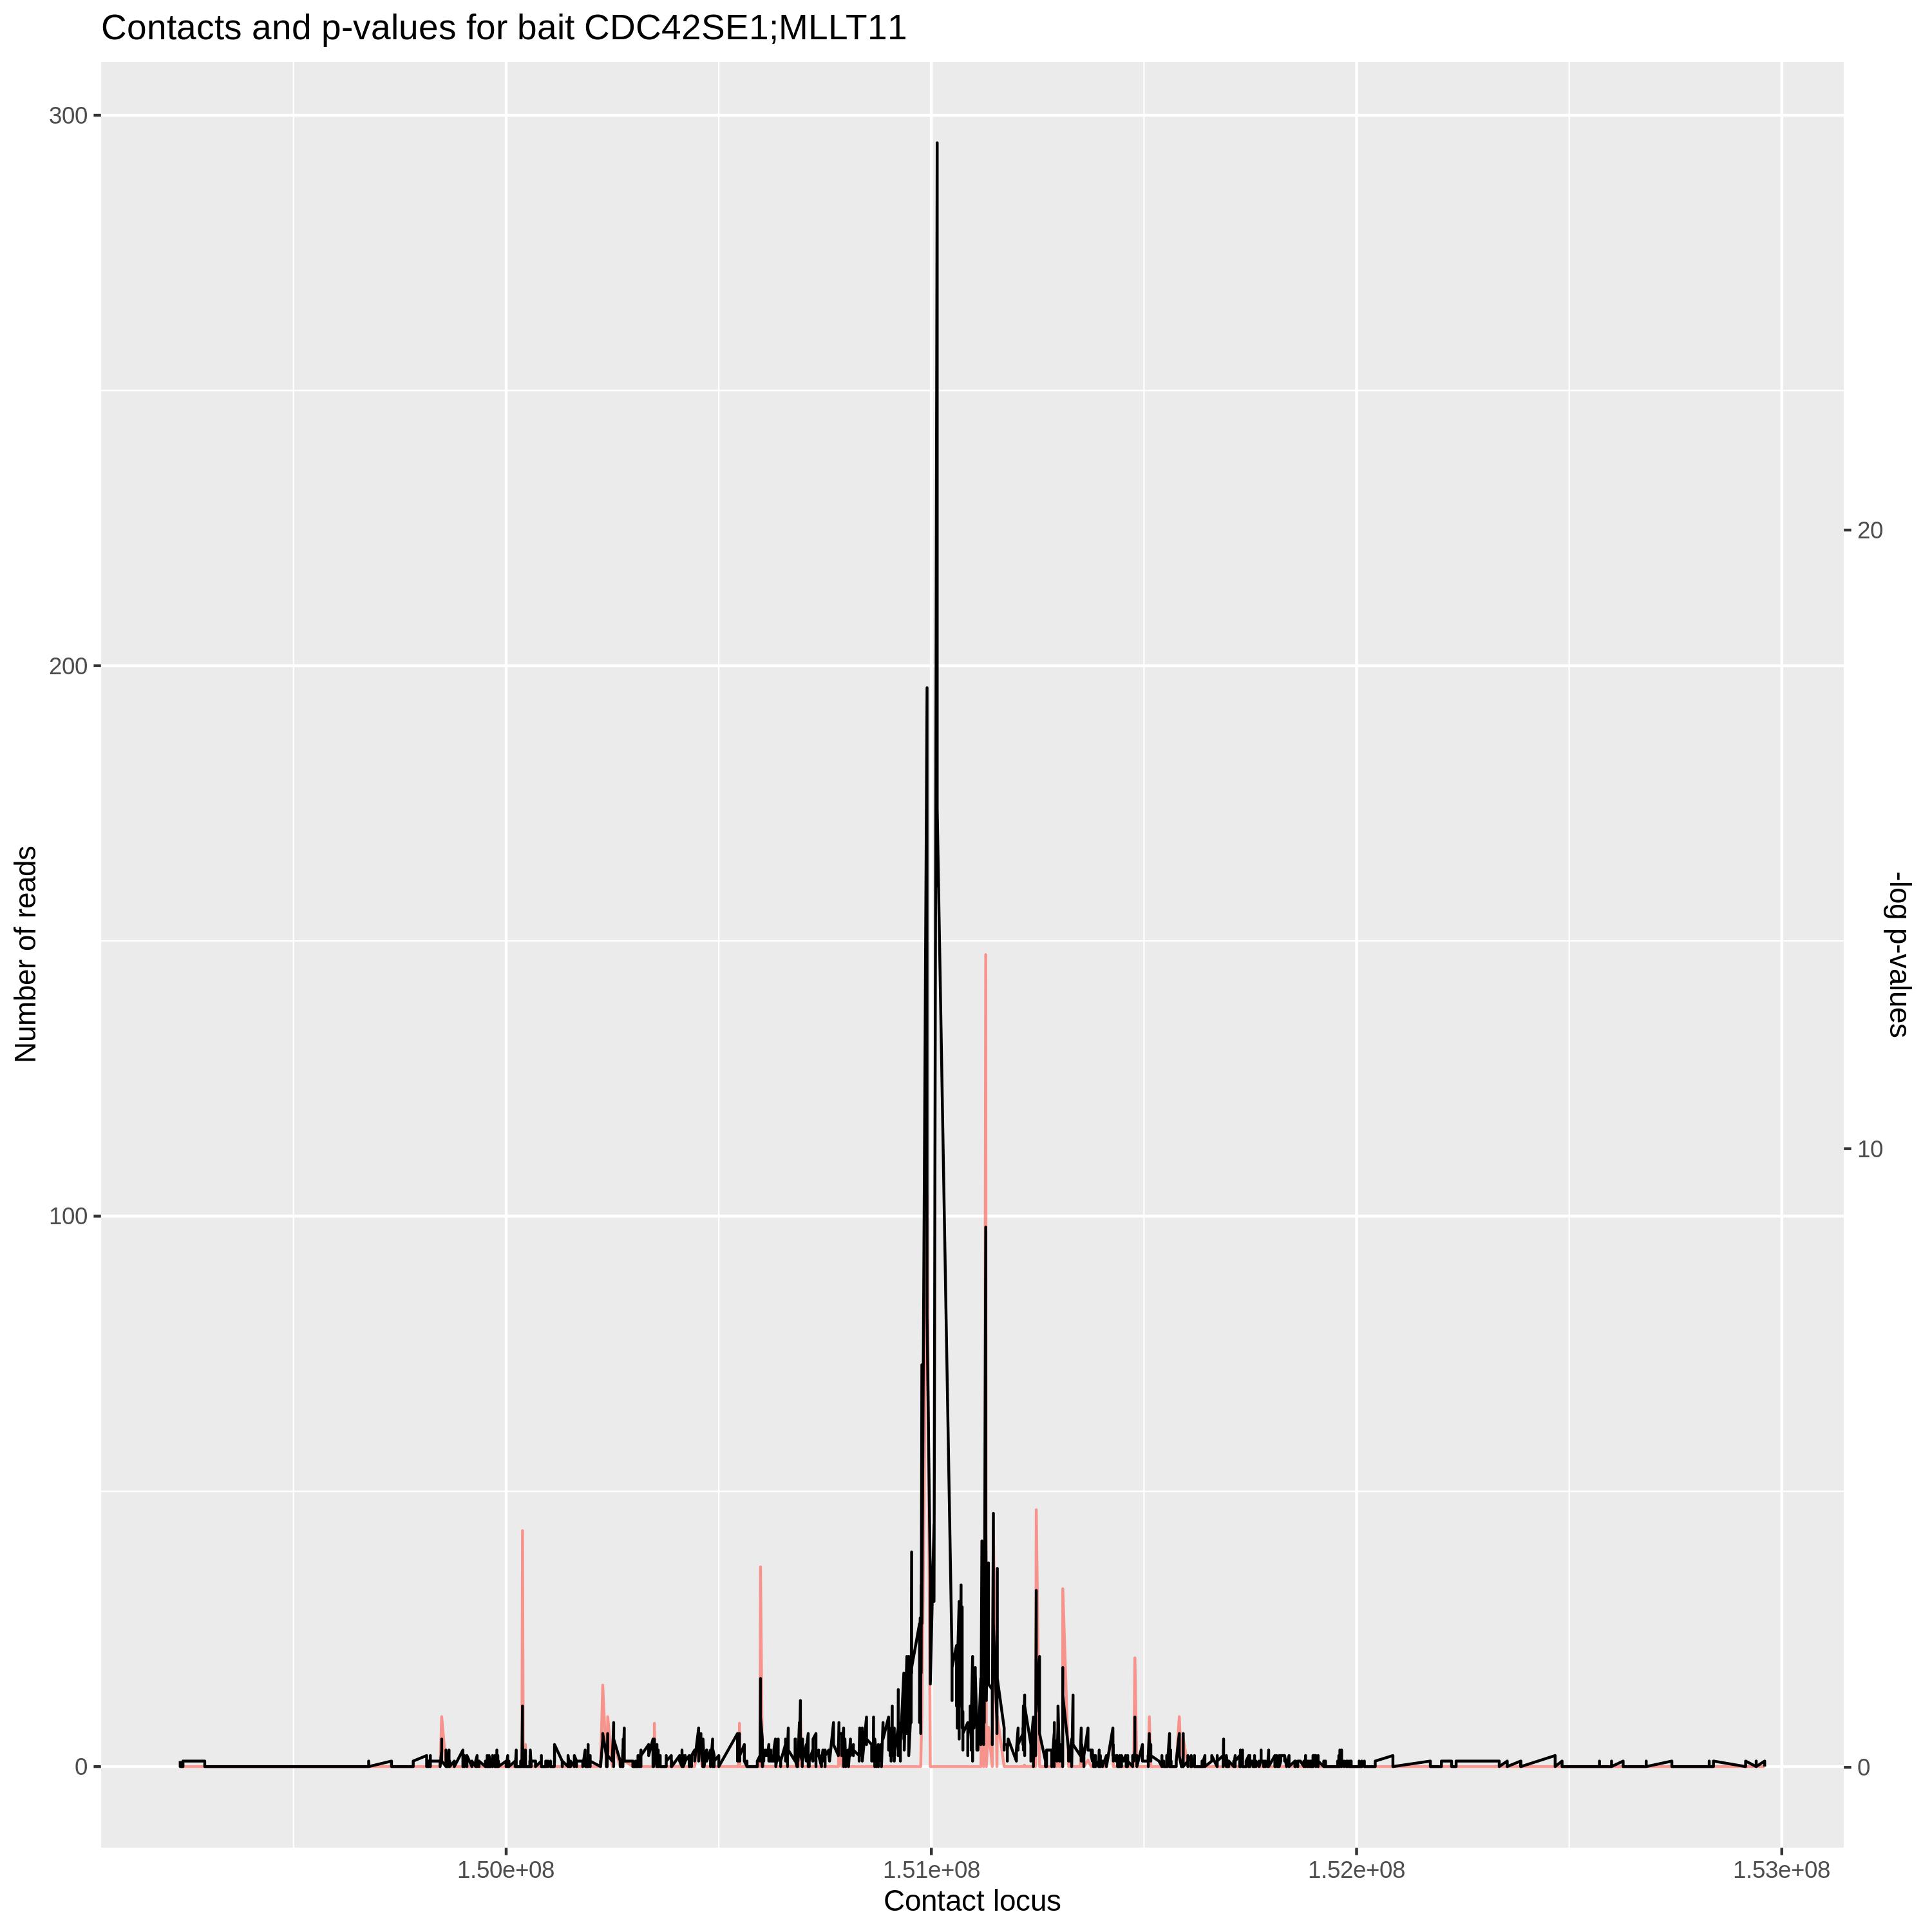 Contacts and p-values for bait CDC42SE1;MLLT11
300
200
100
0
Number of reads
20
10
0
-log p-values
1.50e+08
1.51e+08
1.52e+08
1.53e+08
Contact locus